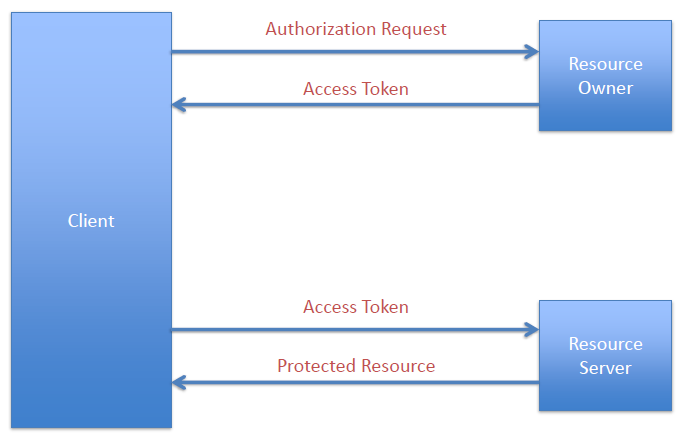 Authorization Request
Resource
Owner
Access Token
Client
Access Token
Resource
Server
Protected Resource